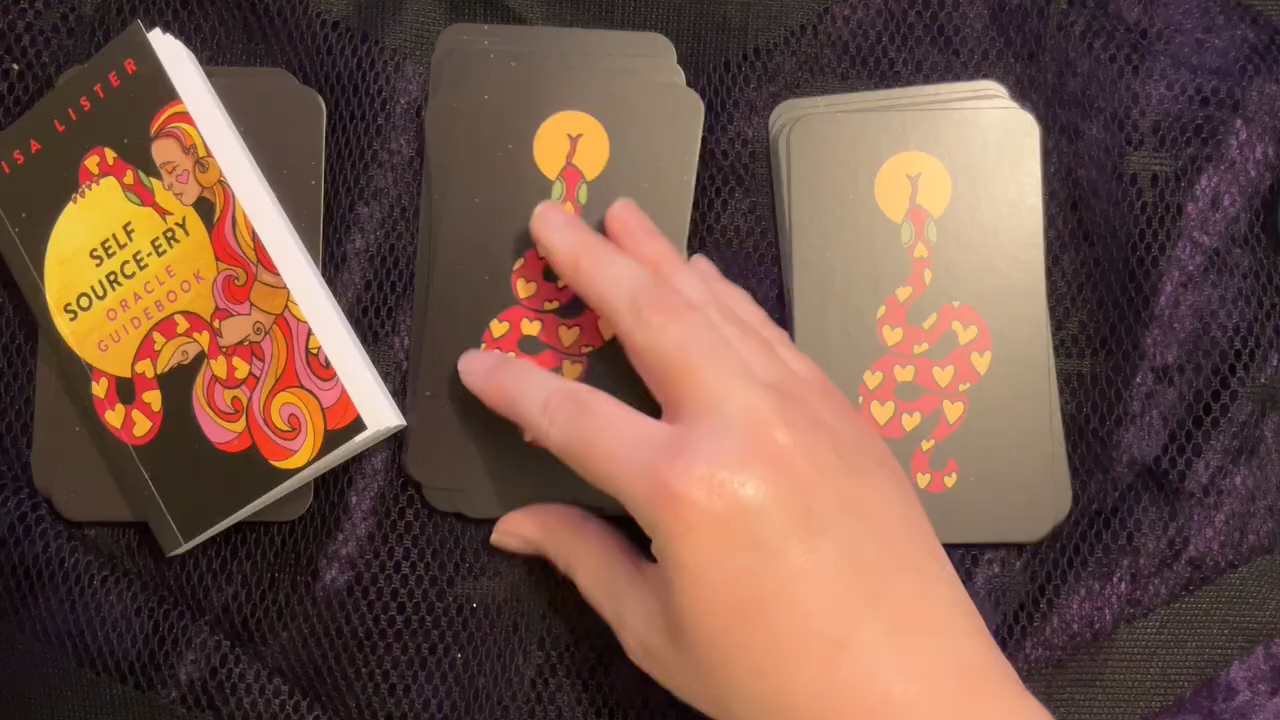 ISA LISTER
SELF
SOURCE-ERY
ORACLE
GUIDEBOOK